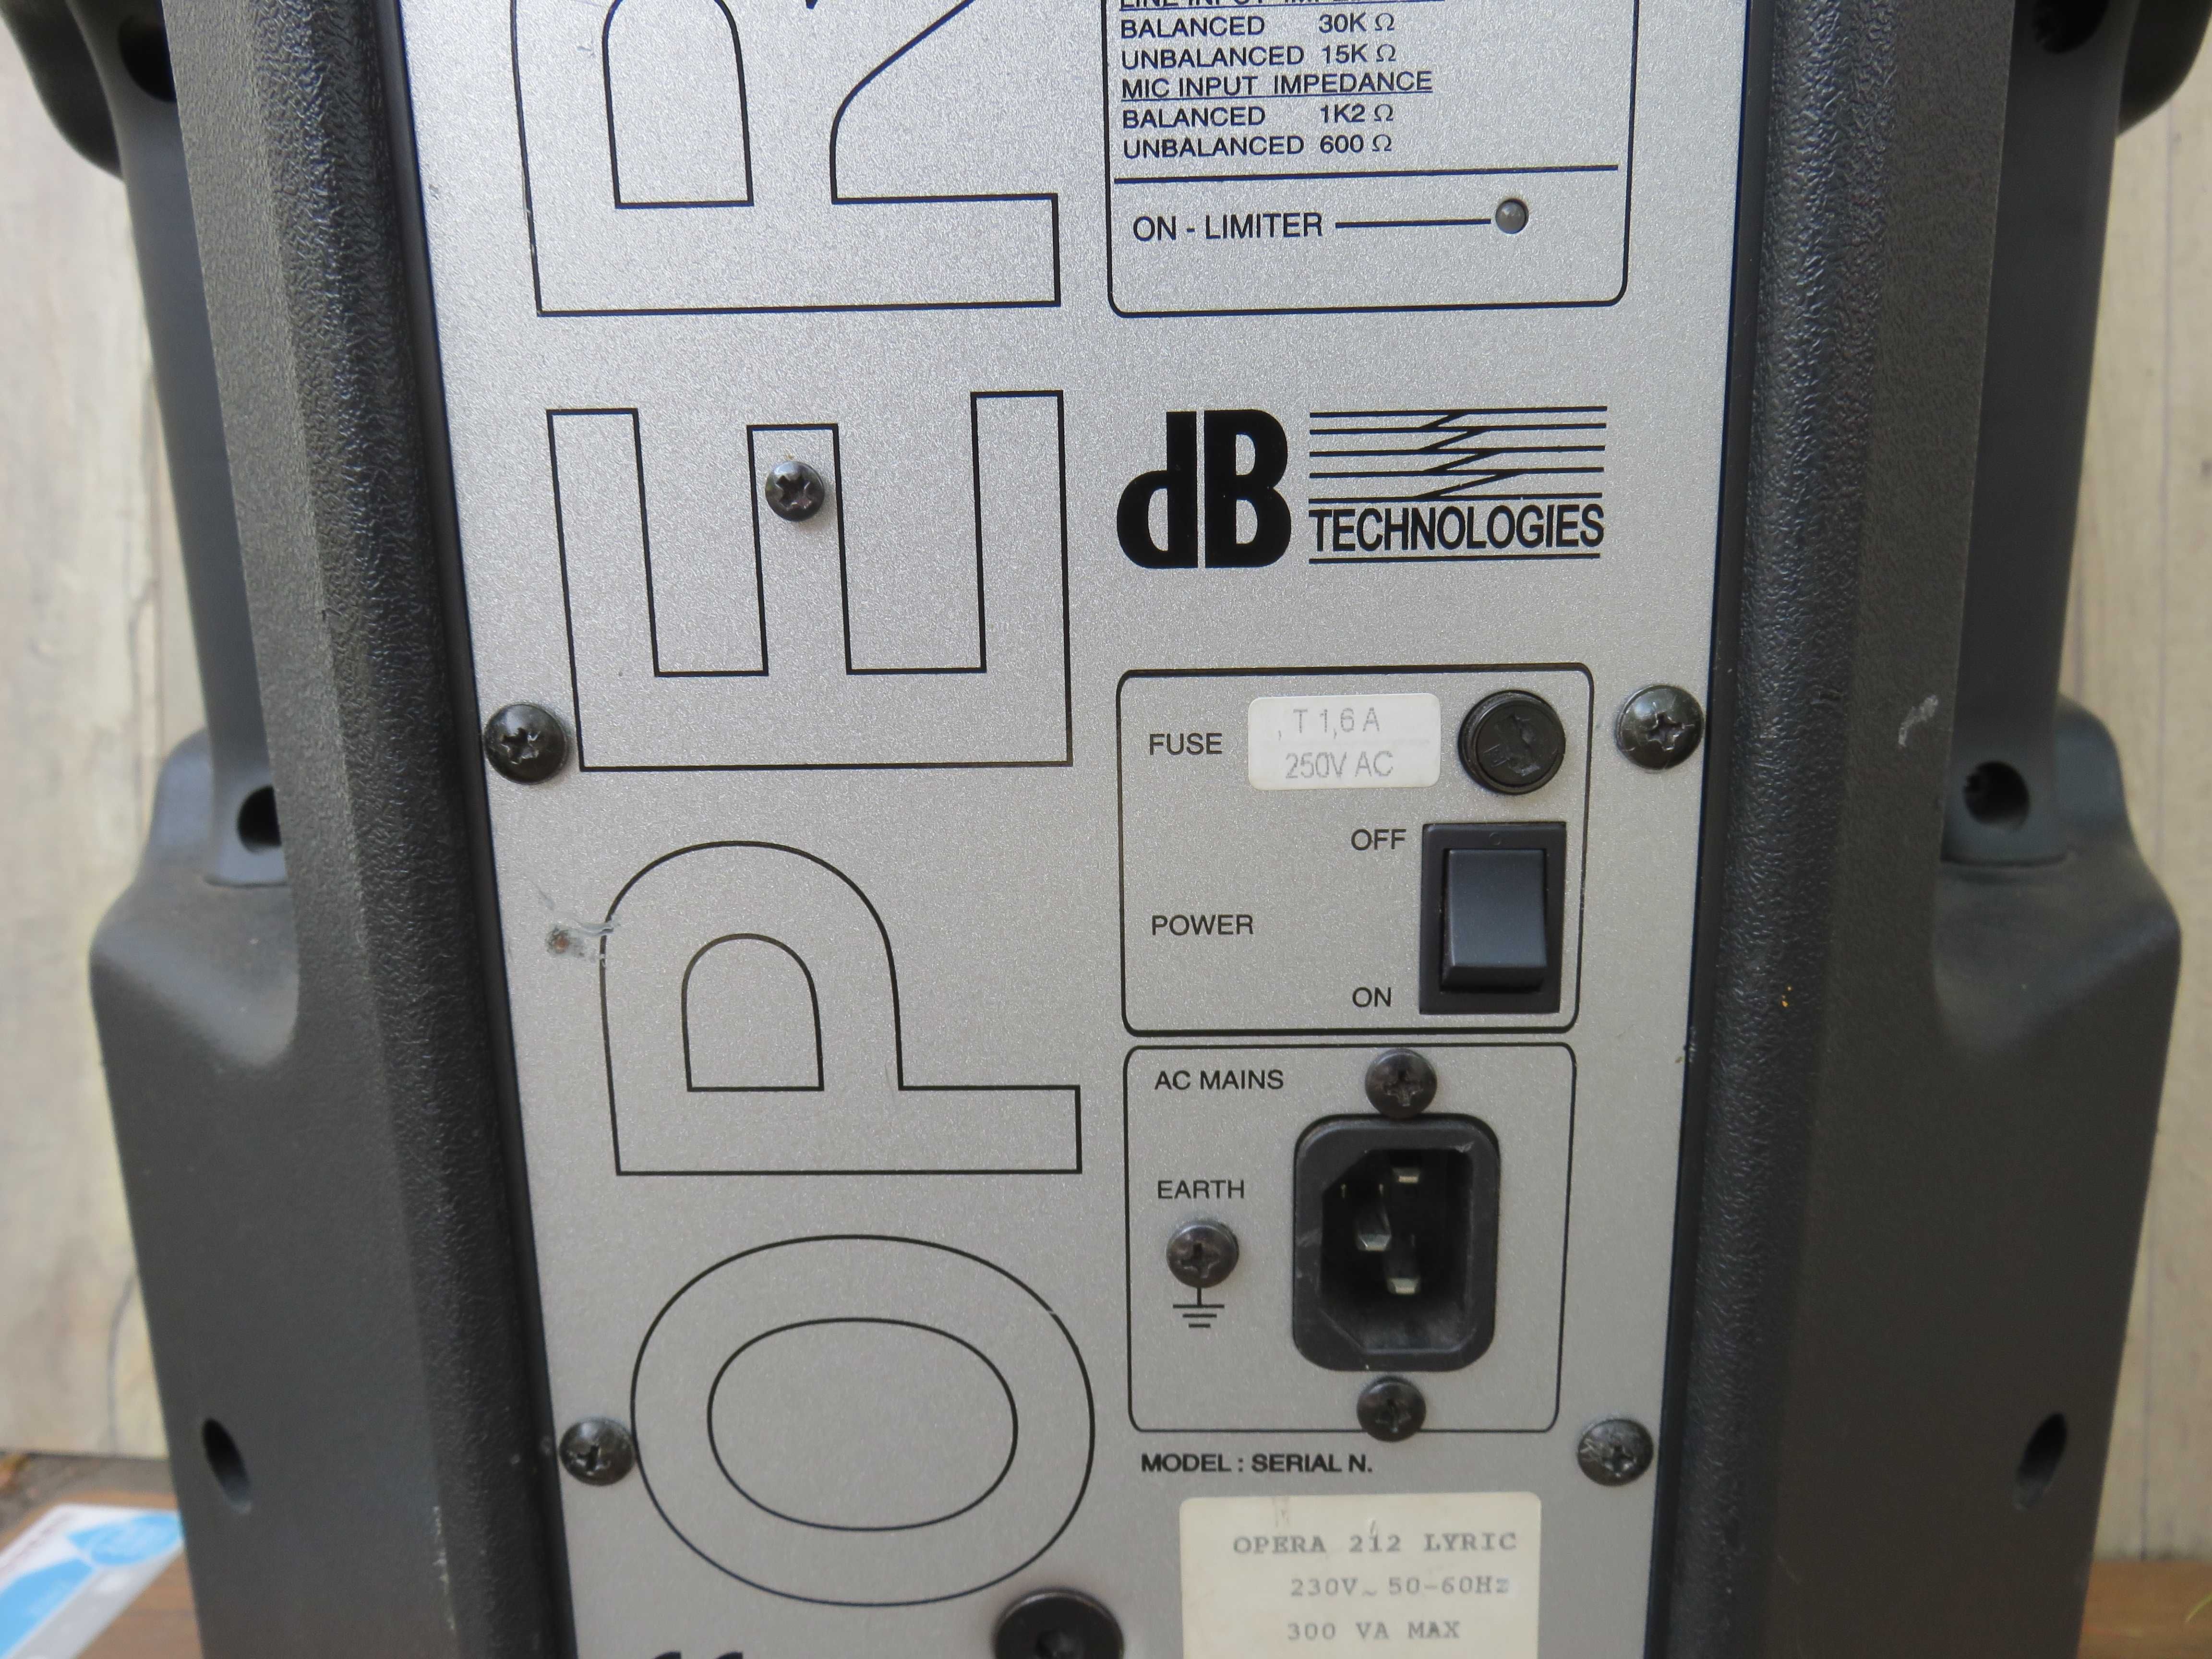 BALANCED 30K Ω
UNBALANCED 15K Ω
MIC INPUT IMPEDANCE
BALANCED 1K2 Ω
UNBALANCED 600 Ω
ON - LIMITER
dB TECHNOLOGIES
OPER
FUSE T 1,6 A
250V AC
OFF
POWER
ON
AC MAINS
EARTH
MODEL : SERIAL N.
OPERA 212 LYRIC
230V~ 50-60Hz
300 VA MAX